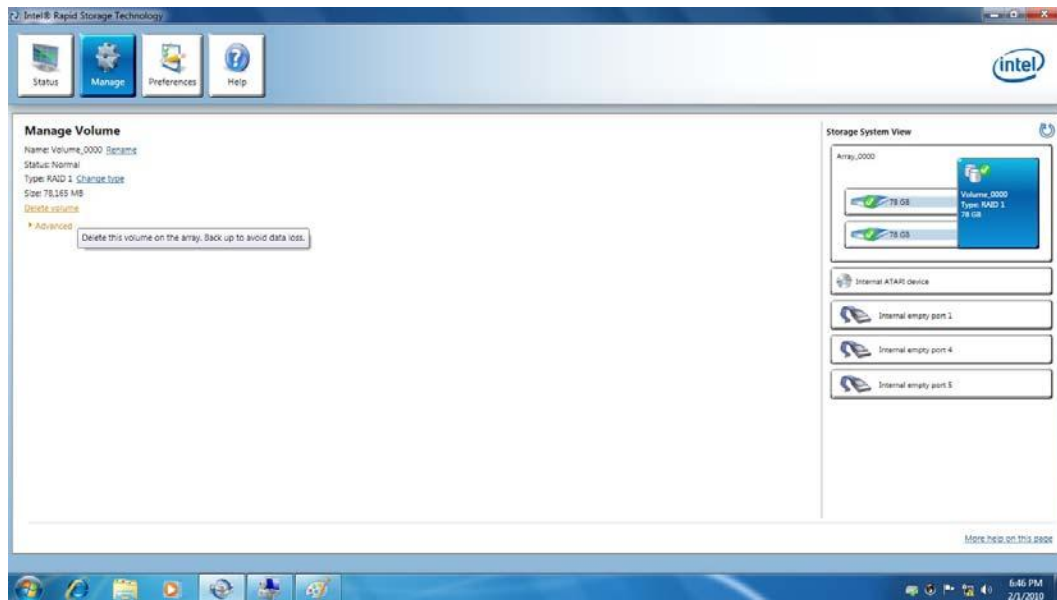 Intel® Rapid Storage Technology
Status
Manage
Preferences
Help
intel
Manage Volume
Name: Volume_0000 Rename
Status: Normal
Type: RAID 1 Change type
Size: 78,165 MB
Delete volume
Advanced
Delete this volume on the array. Back up to avoid data loss.
Storage System View
Array_0000
78 GB
78 GB
Volume_0000
Type: RAID 1
78 GB
Internal ATAPI device
Internal empty port 1
Internal empty port 4
Internal empty port 5
More help on this page
6:46 PM
2/1/2010